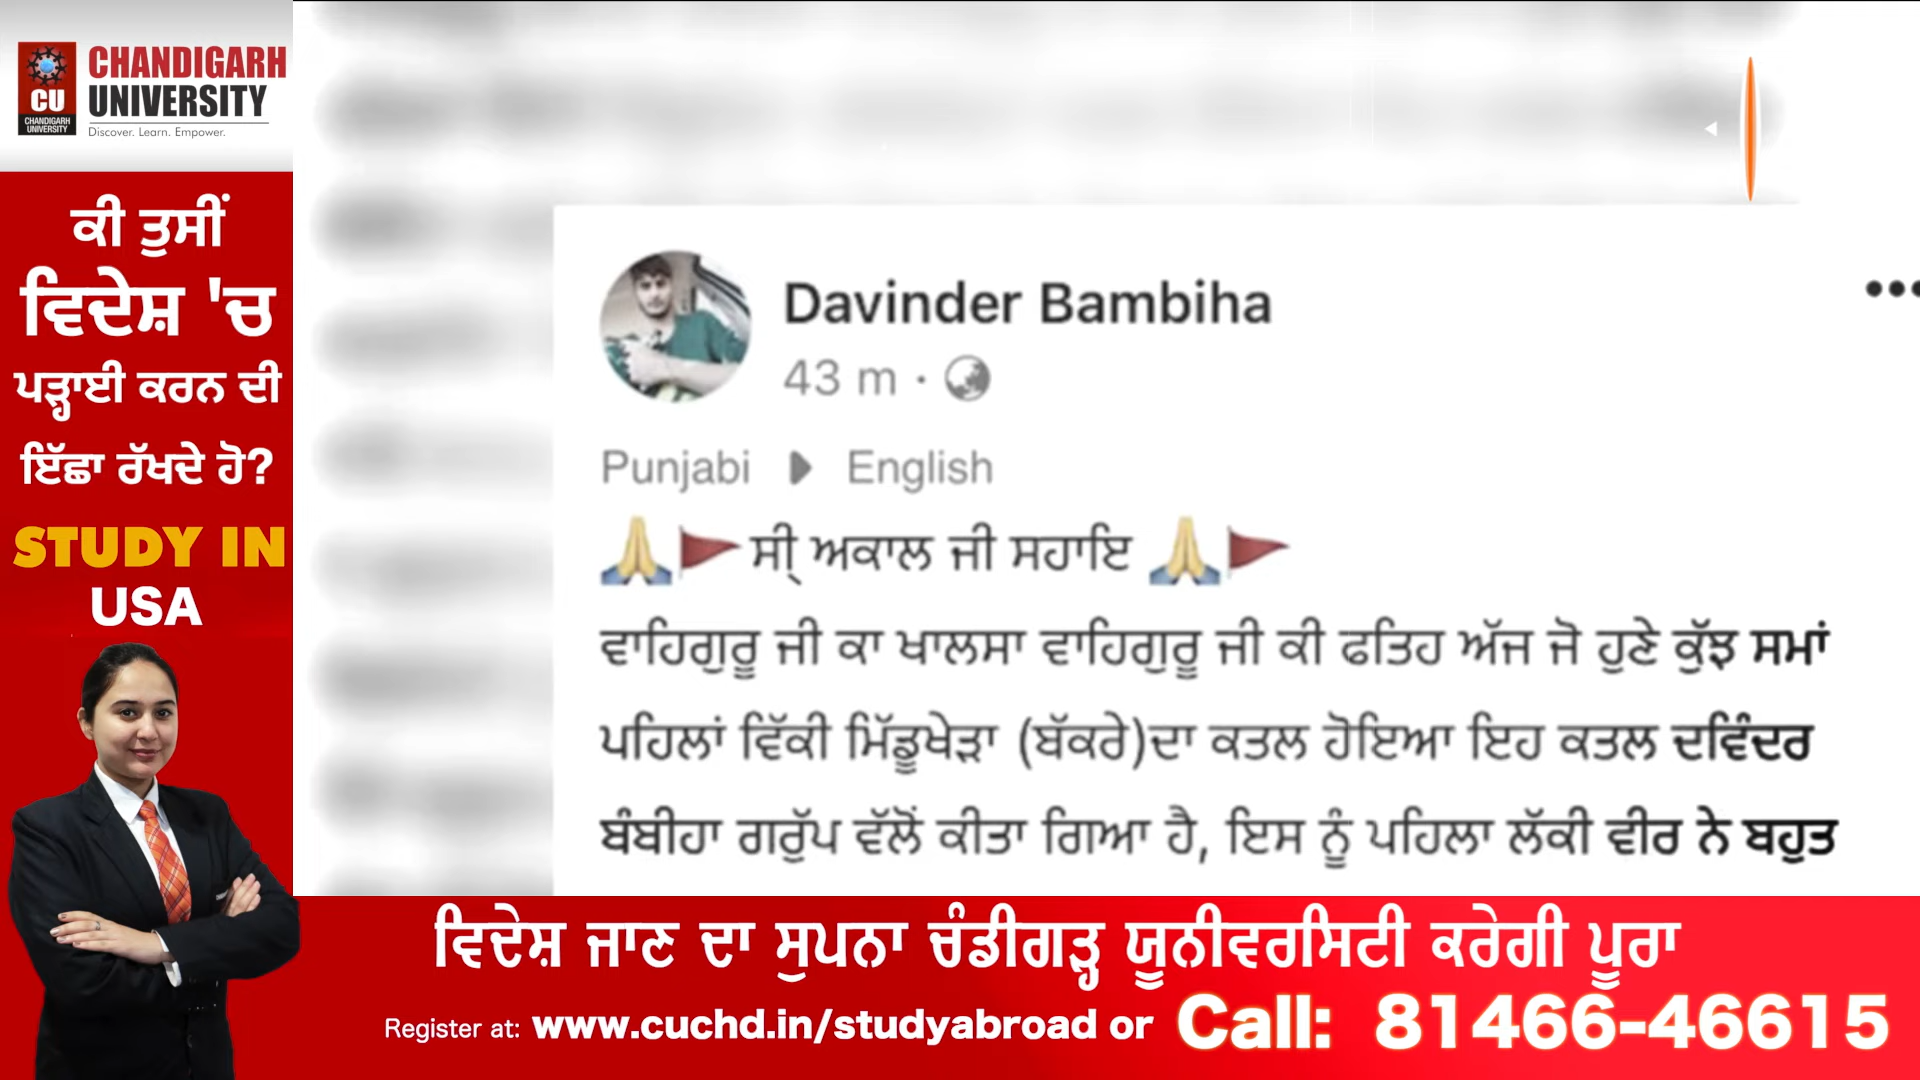 CU
CHANDIGARH
UNIVERSITY
CHANDIGARH
UNIVERSITY
Discover. Learn. Empower.
ਕੀ ਤੁਸੀਂ
ਵਿਦੇਸ਼ 'ਚ
ਪੜ੍ਹਾਈ ਕਰਨ ਦੀ
ਇੱਛਾ ਰੱਖਦੇ ਹੋ?
STUDY IN
USA
Davinder Bambiha
43 m ·
Punjabi ▶ English
🙏🚩ਸੀ੍ ਅਕਾਲ ਜੀ ਸਹਾਇ 🙏🚩
ਵਾਹਿਗੁਰੂ ਜੀ ਕਾ ਖਾਲਸਾ ਵਾਹਿਗੁਰੂ ਜੀ ਕੀ ਫਤਿਹ ਅੱਜ ਜੋ ਹੁਣੇ ਕੁੱਝ ਸਮਾਂ
ਪਹਿਲਾਂ ਵਿੱਕੀ ਮਿੱਡੂਖੇੜਾ (ਬੱਕਰੇ)ਦਾ ਕਤਲ ਹੋਇਆ ਇਹ ਕਤਲ ਦਵਿੰਦਰ
ਬੰਬੀਹਾ ਗਰੁੱਪ ਵੱਲੋਂ ਕੀਤਾ ਗਿਆ ਹੈ, ਇਸ ਨੂੰ ਪਹਿਲਾ ਲੱਕੀ ਵੀਰ ਨੇ ਬਹੁਤ
ਵਿਦੇਸ਼ ਜਾਣ ਦਾ ਸੁਪਨਾ ਚੰਡੀਗੜ੍ਹ ਯੂਨੀਵਰਸਿਟੀ ਕਰੇਗੀ ਪੂਰਾ
Register at: www.cuchd.in/studyabroad or Call: 81466-46615